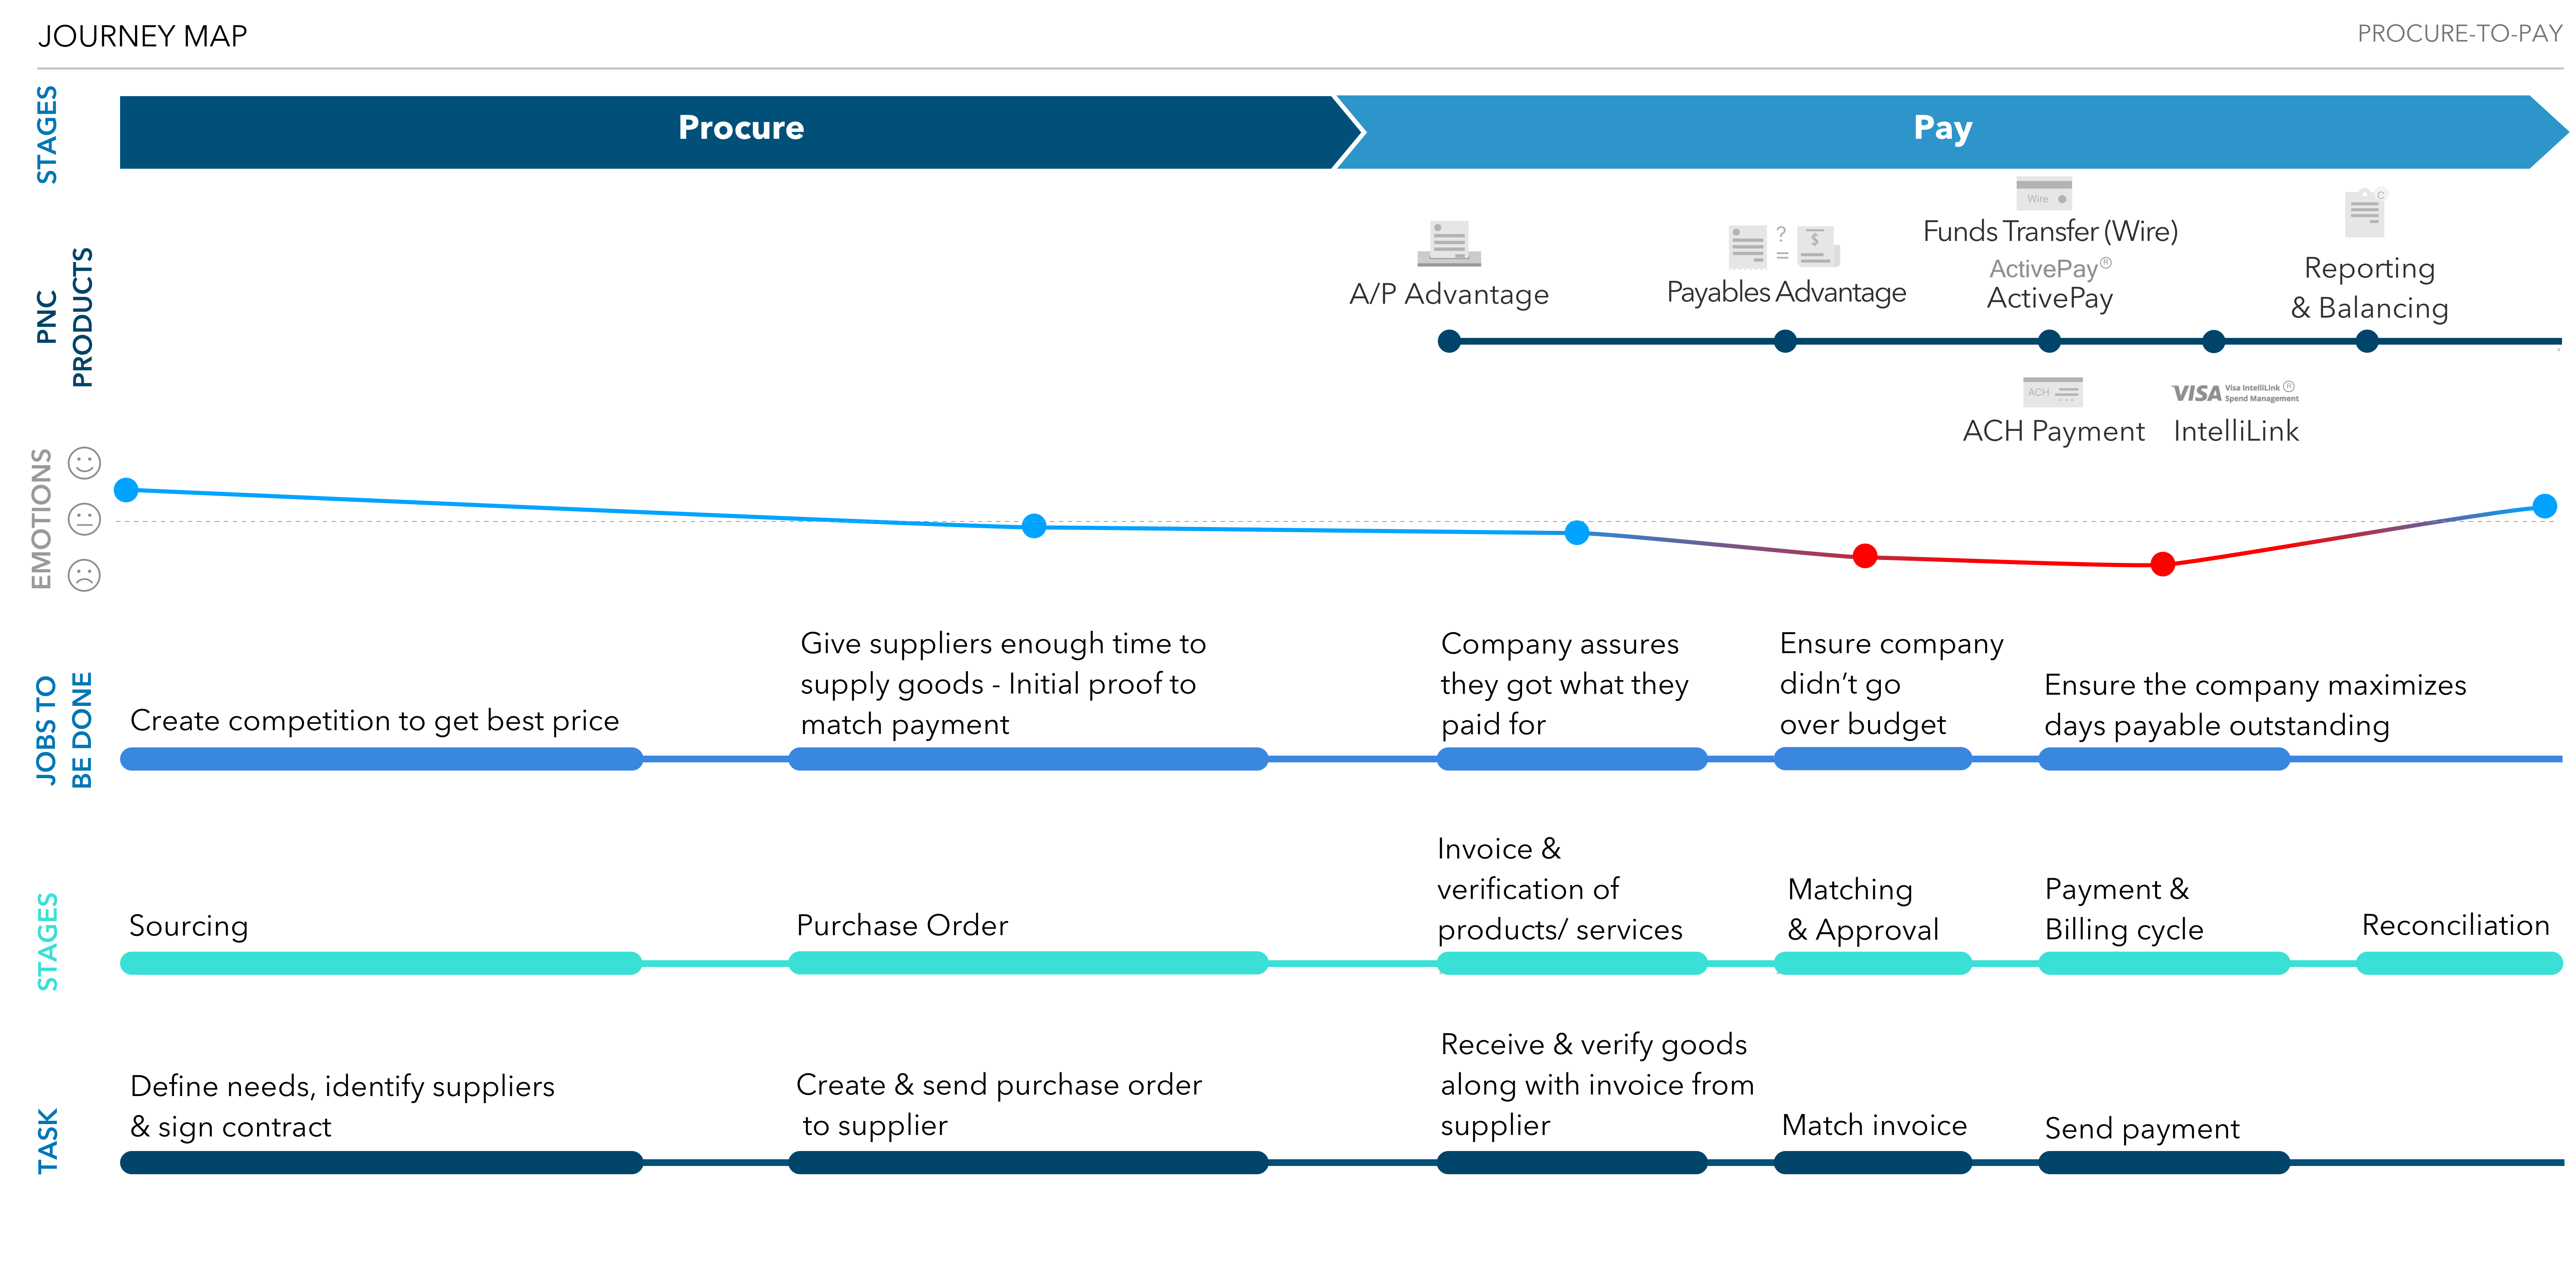 JOURNEY MAP
PROCURE-TO-PAY
STAGES
Procure
Pay
PNC
PRODUCTS
A/P Advantage
?
=
$
Payables Advantage
Wire
Funds Transfer (Wire)
ActivePay®
ActivePay
C
Reporting
& Balancing
ACH
ACH Payment
VISA Visa IntelliLink ®
Spend Management
IntelliLink
EMOTIONS
JOBS TO
BE DONE
Create competition to get best price
Give suppliers enough time to
supply goods - Initial proof to
match payment
Company assures
they got what they
paid for
Ensure company
didn’t go
over budget
Ensure the company maximizes
days payable outstanding
STAGES
Sourcing
Purchase Order
Invoice &
verification of
products/ services
Matching
& Approval
Payment &
Billing cycle
Reconciliation
TASK
Define needs, identify suppliers
& sign contract
Create & send purchase order
to supplier
Receive & verify goods
along with invoice from
supplier
Match invoice
Send payment